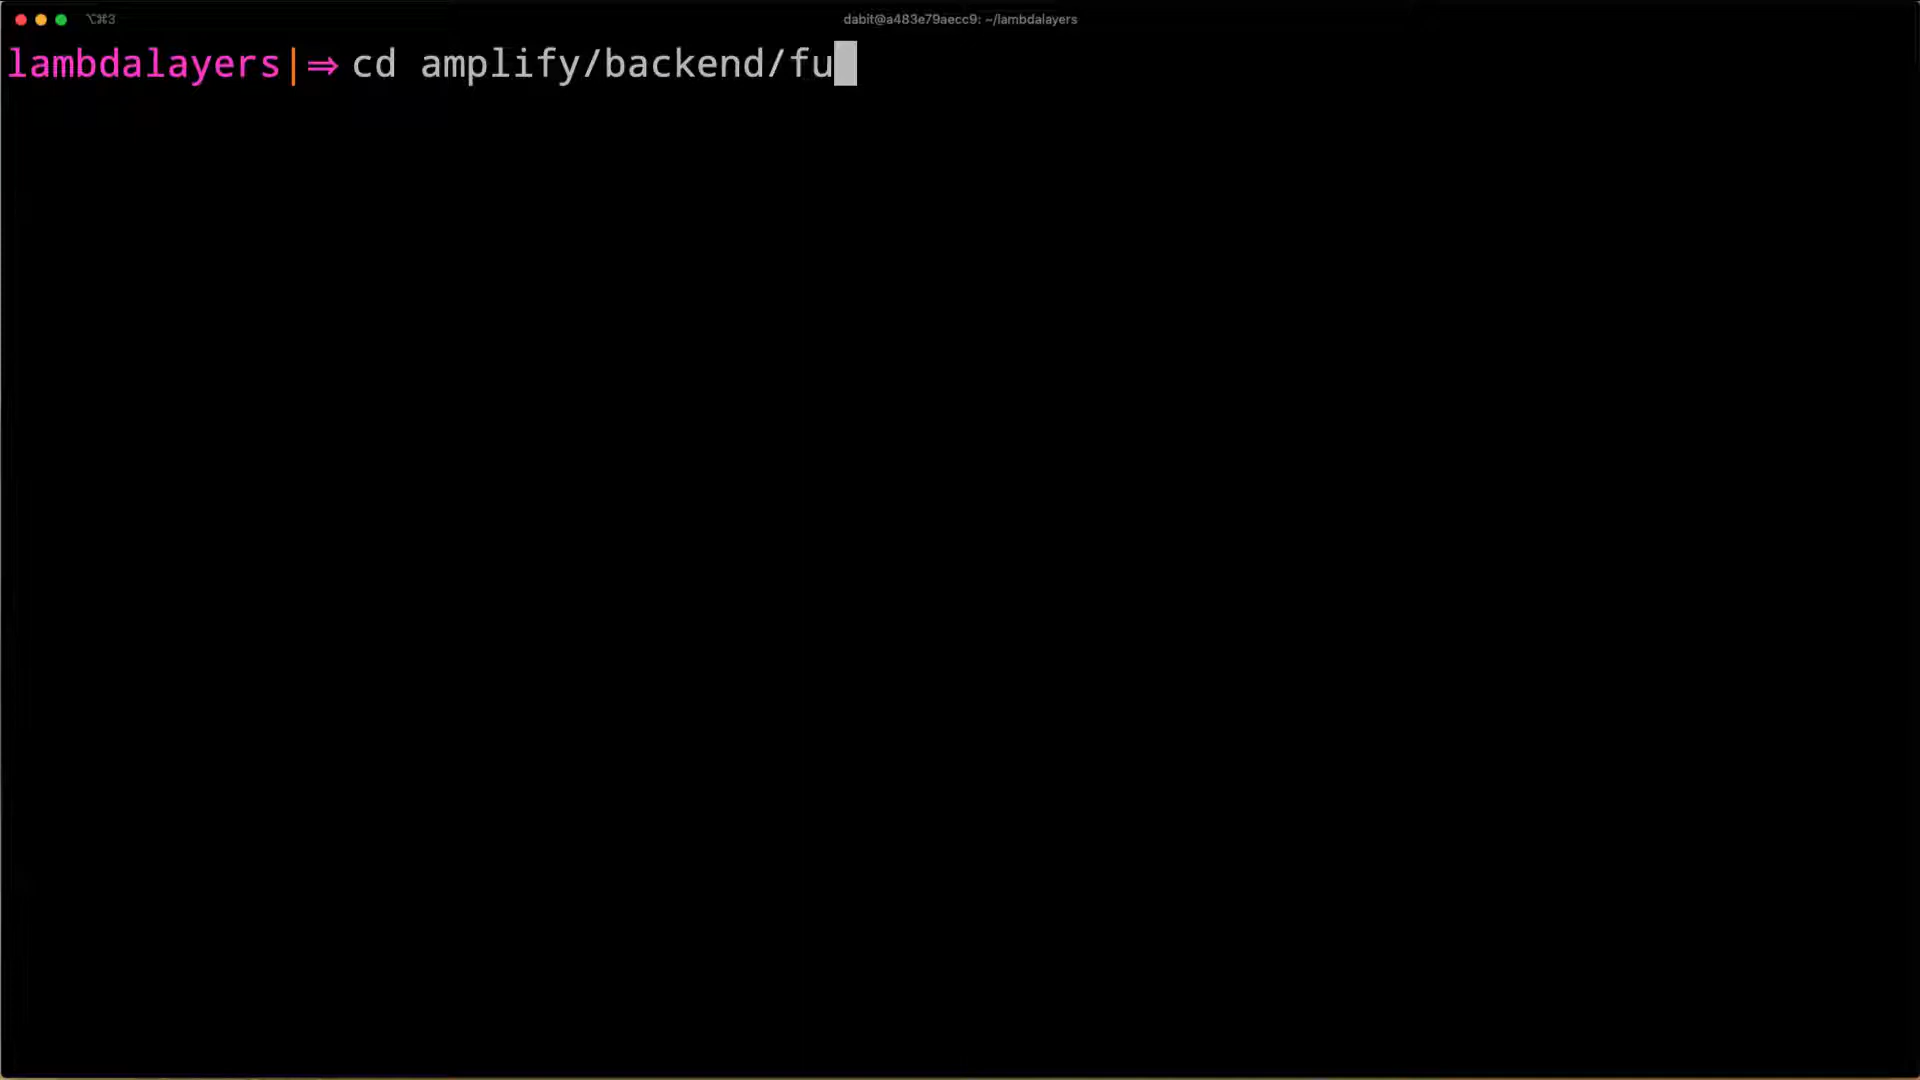 ⌥⌘3
dabit@a483e79aecc9: ~/lambdalayers
lambdalayers|⇒ cd amplify/backend/fu